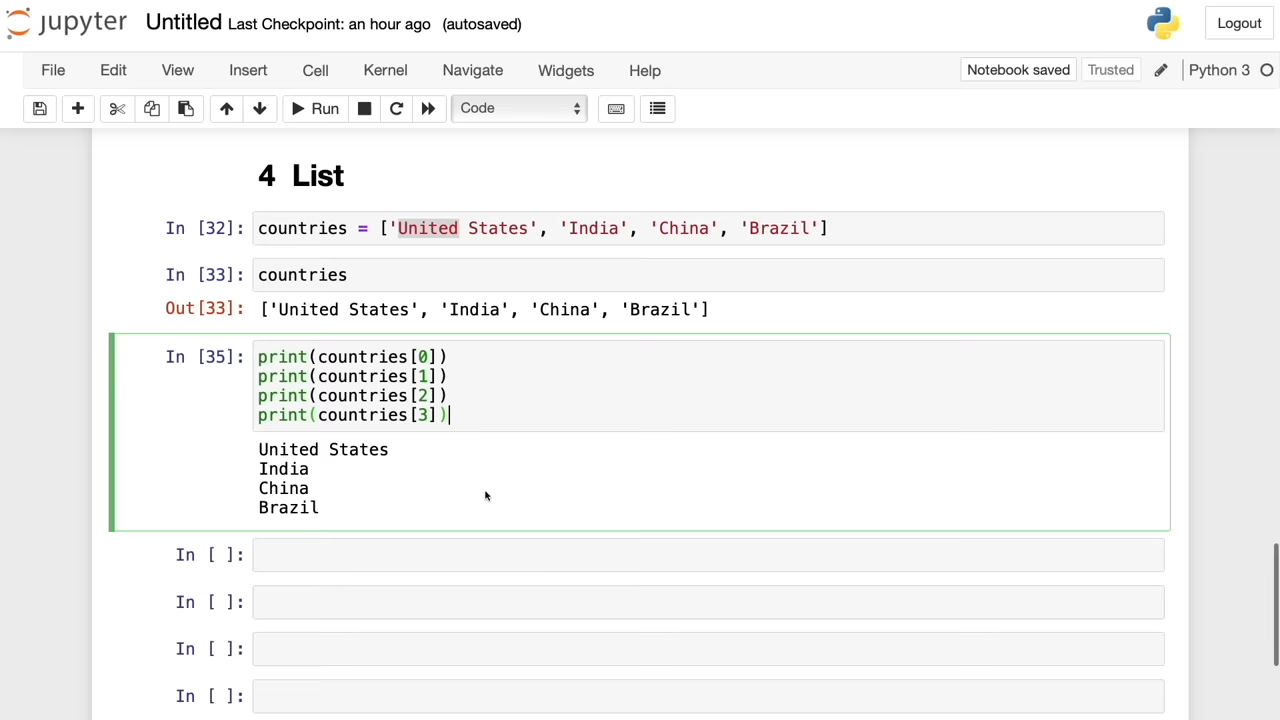 jupyter Untitled Last Checkpoint: an hour ago (autosaved) Logout
File Edit View Insert Cell Kernel Navigate Widgets Help Notebook saved Trusted Python 3
Run Code
4 List
In [32]: countries = ['United States', 'India', 'China', 'Brazil']
In [33]: countries
Out[33]: ['United States', 'India', 'China', 'Brazil']
In [35]: print(countries[0])
print(countries[1])
print(countries[2])
print(countries[3])
United States
India
China
Brazil
In [ ]:
In [ ]:
In [ ]:
In [ ]: